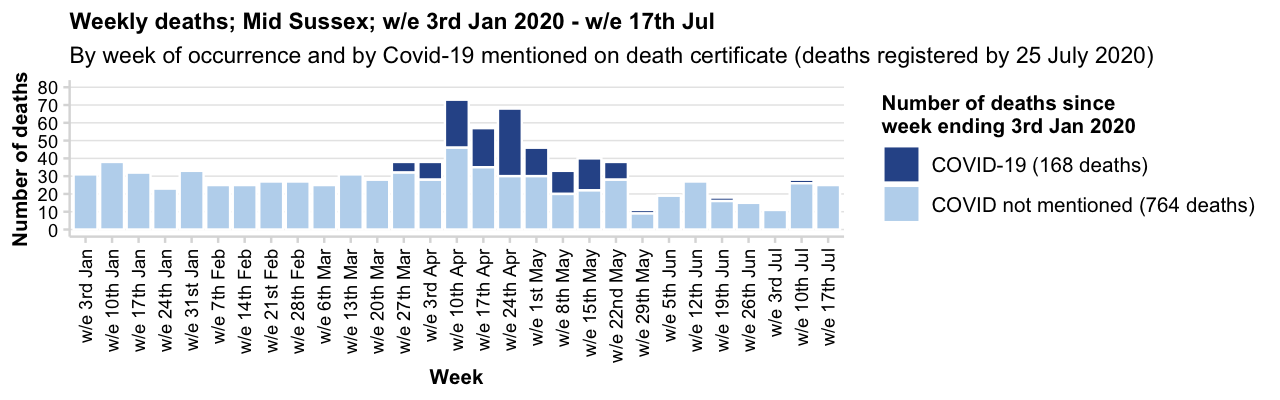 Weekly deaths; Mid Sussex; w/e 3rd Jan 2020 - w/e 17th Jul
By week of occurrence and by Covid-19 mentioned on death certificate (deaths registered by 25 July 2020)
Number of deaths
80
70
60
50
40
30
20
10
0
w/e 3rd Jan
w/e 10th Jan
w/e 17th Jan
w/e 24th Jan
w/e 31st Jan
w/e 7th Feb
w/e 14th Feb
w/e 21st Feb
w/e 28th Feb
w/e 6th Mar
w/e 13th Mar
w/e 20th Mar
w/e 27th Mar
w/e 3rd Apr
w/e 10th Apr
w/e 17th Apr
w/e 24th Apr
w/e 1st May
w/e 8th May
w/e 15th May
w/e 22nd May
w/e 29th May
w/e 5th Jun
w/e 12th Jun
w/e 19th Jun
w/e 26th Jun
w/e 3rd Jul
w/e 10th Jul
w/e 17th Jul
Week
Number of deaths since
week ending 3rd Jan 2020
COVID-19 (168 deaths)
COVID not mentioned (764 deaths)